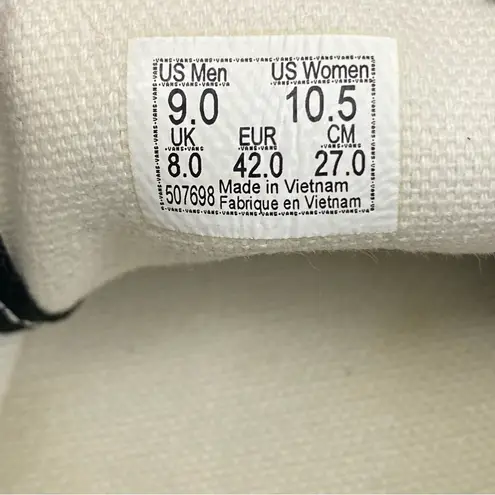 US Men US Women
9.0 10.5
UK EUR CM
8.0 42.0 27.0
507698 Made in Vietnam
Fabrique en Vietnam